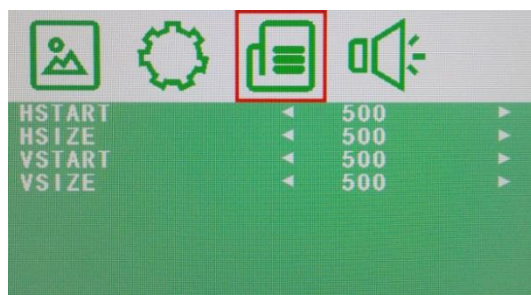 HSTART ◄ 500 ►
HSIZE ◄ 500 ►
VSTART ◄ 500 ►
VSIZE ◄ 500 ►